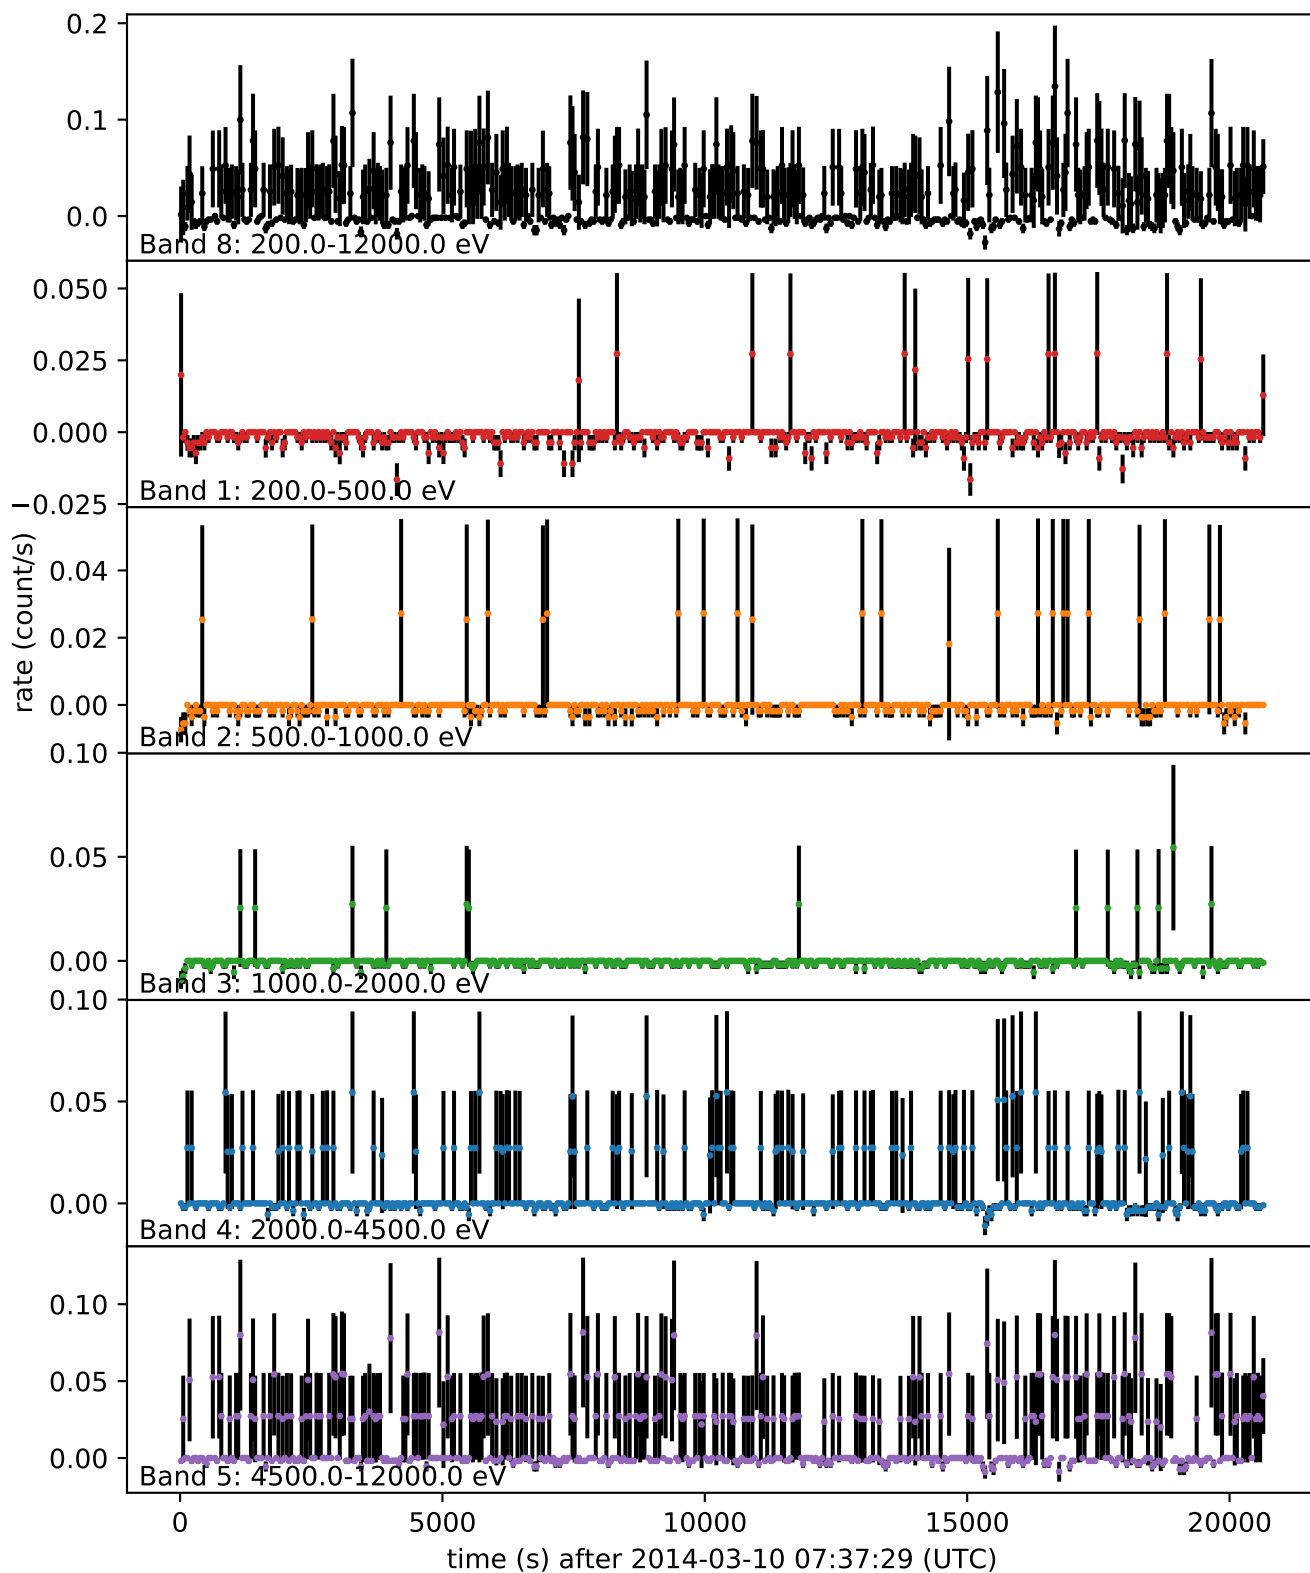 0.2
0.1
0.0
Band 8: 200.0-12000.0 eV
0.050
0.025
0.000
−0.025
Band 1: 200.0-500.0 eV
rate (count/s)
0.04
0.02
0.00
Band 2: 500.0-1000.0 eV
0.10
0.05
0.00
Band 3: 1000.0-2000.0 eV
0.10
0.05
0.00
Band 4: 2000.0-4500.0 eV
0.10
0.05
0.00
Band 5: 4500.0-12000.0 eV
0 5000 10000 15000 20000
time (s) after 2014-03-10 07:37:29 (UTC)